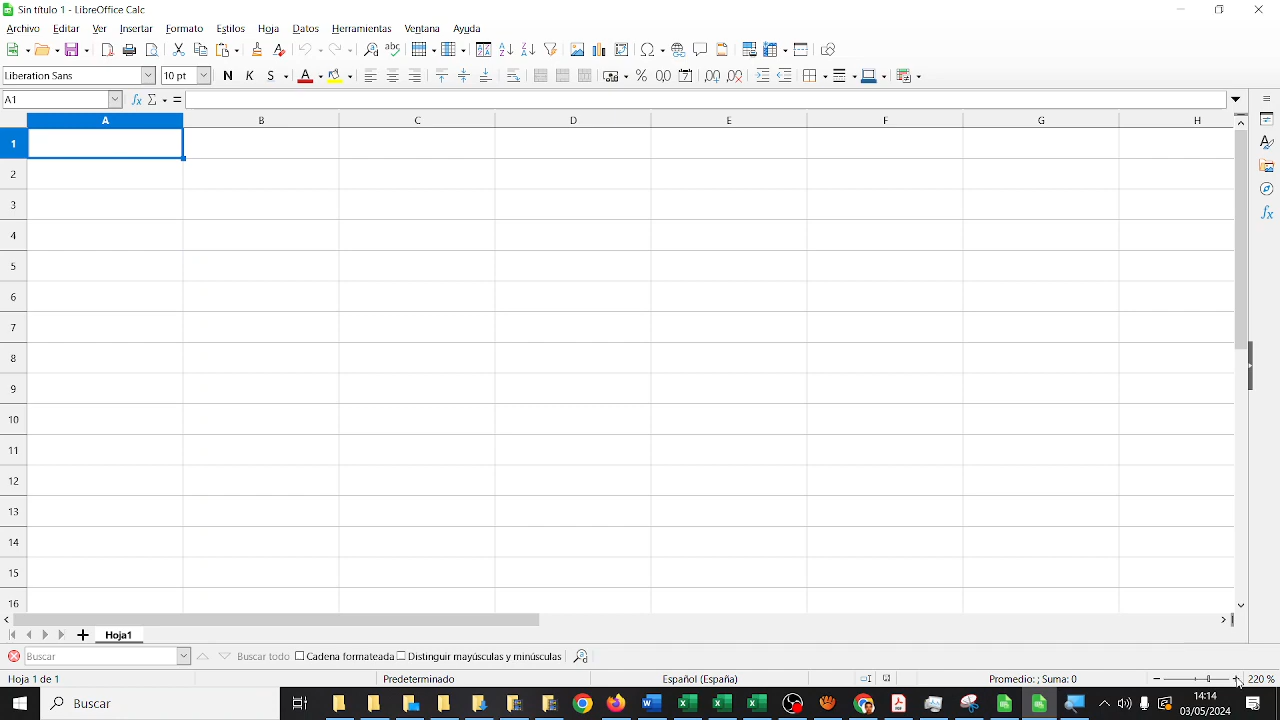 Sin título 1 - LibreOffice Calc
Archivo Editar Ver Insertar Formato Estilos Hoja Datos Herramientas Ventana Ayuda
Liberation Sans 10 pt N K S
A1
A B C D E F G H
1
2
3
4
5
6
7
8
9
10
11
12
13
14
15
16
Hoja1
Buscar Buscar todo Cadena formateada Distinguir mayúsculas y minúsculas
Hoja 1 de 1 Predeterminado Español (España) Promedio: ; Suma: 0 220 %
Buscar 14:14
03/05/2024